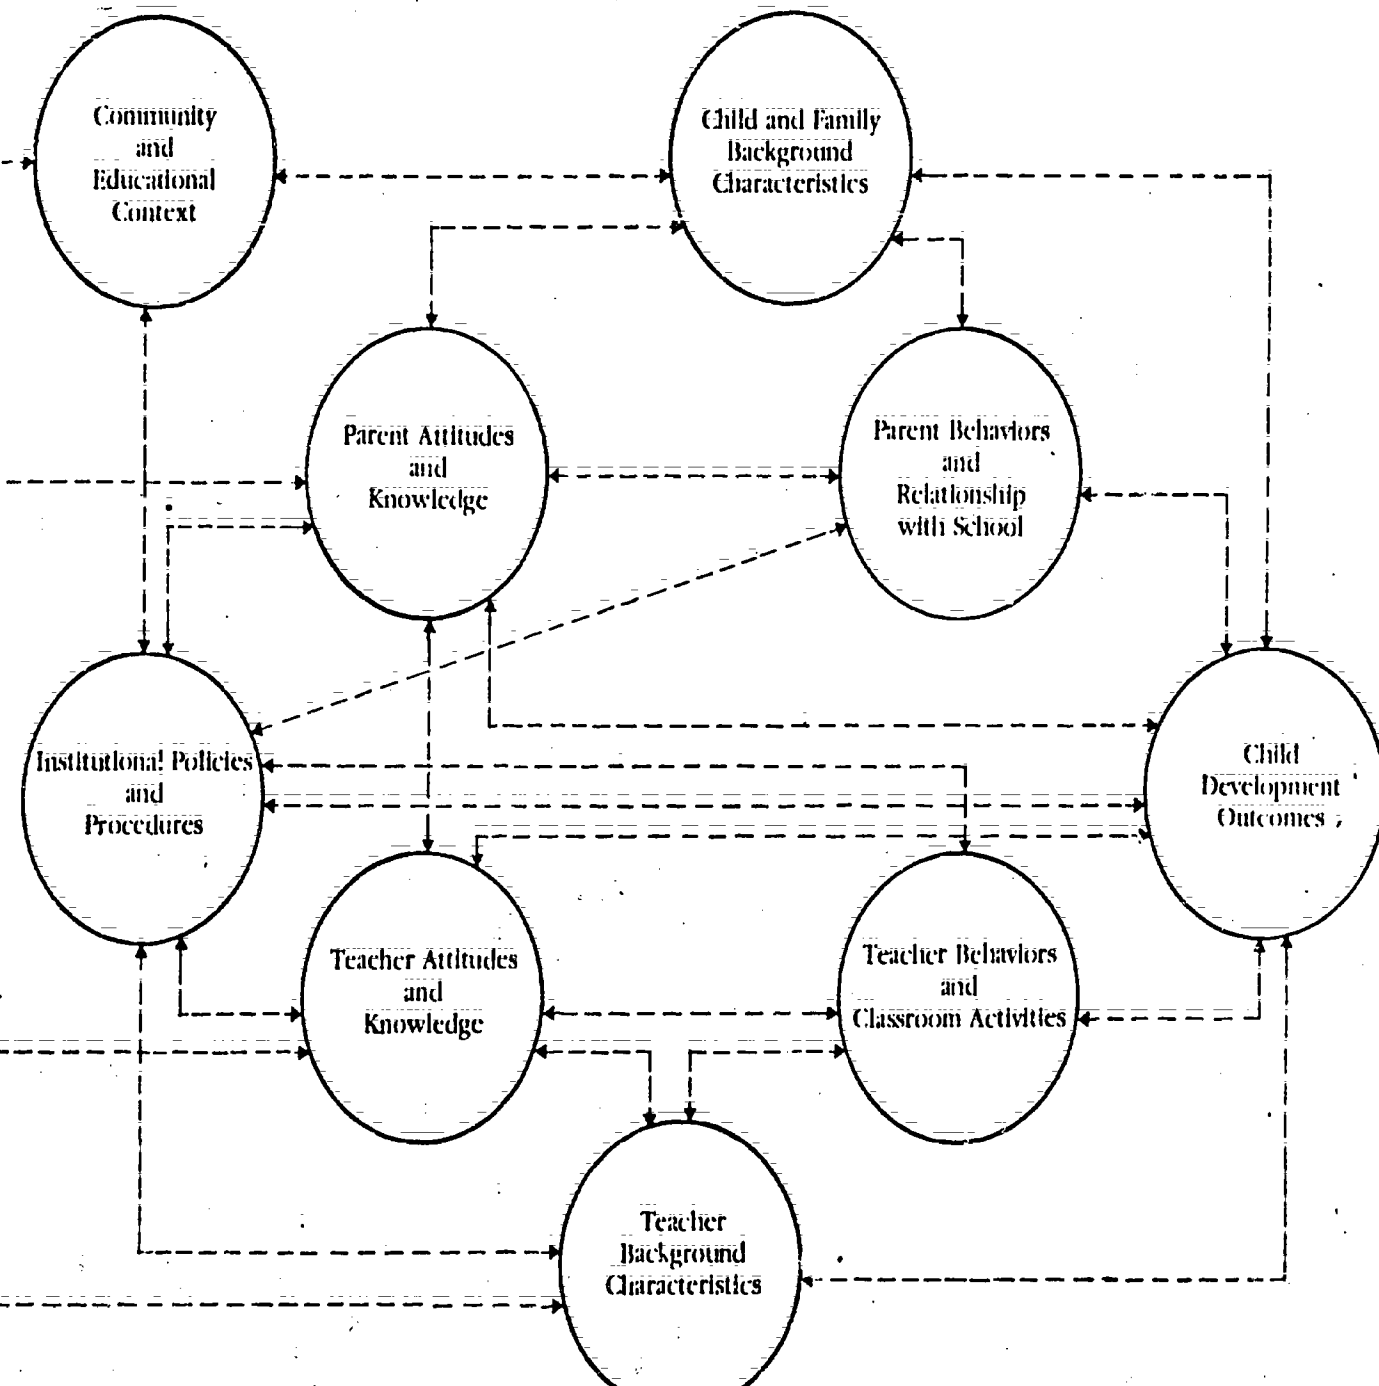 Community
and
Educational
Context
Child and Family
Background
Characteristics
Parent Attitudes
and
Knowledge
Parent Behaviors
and
Relationship
with School
Institutional Policies
and
Procedures
Child
Development
Outcomes
Teacher Attitudes
and
Knowledge
Teacher Behaviors
and
Classroom Activities
Teacher
Background
Characteristics